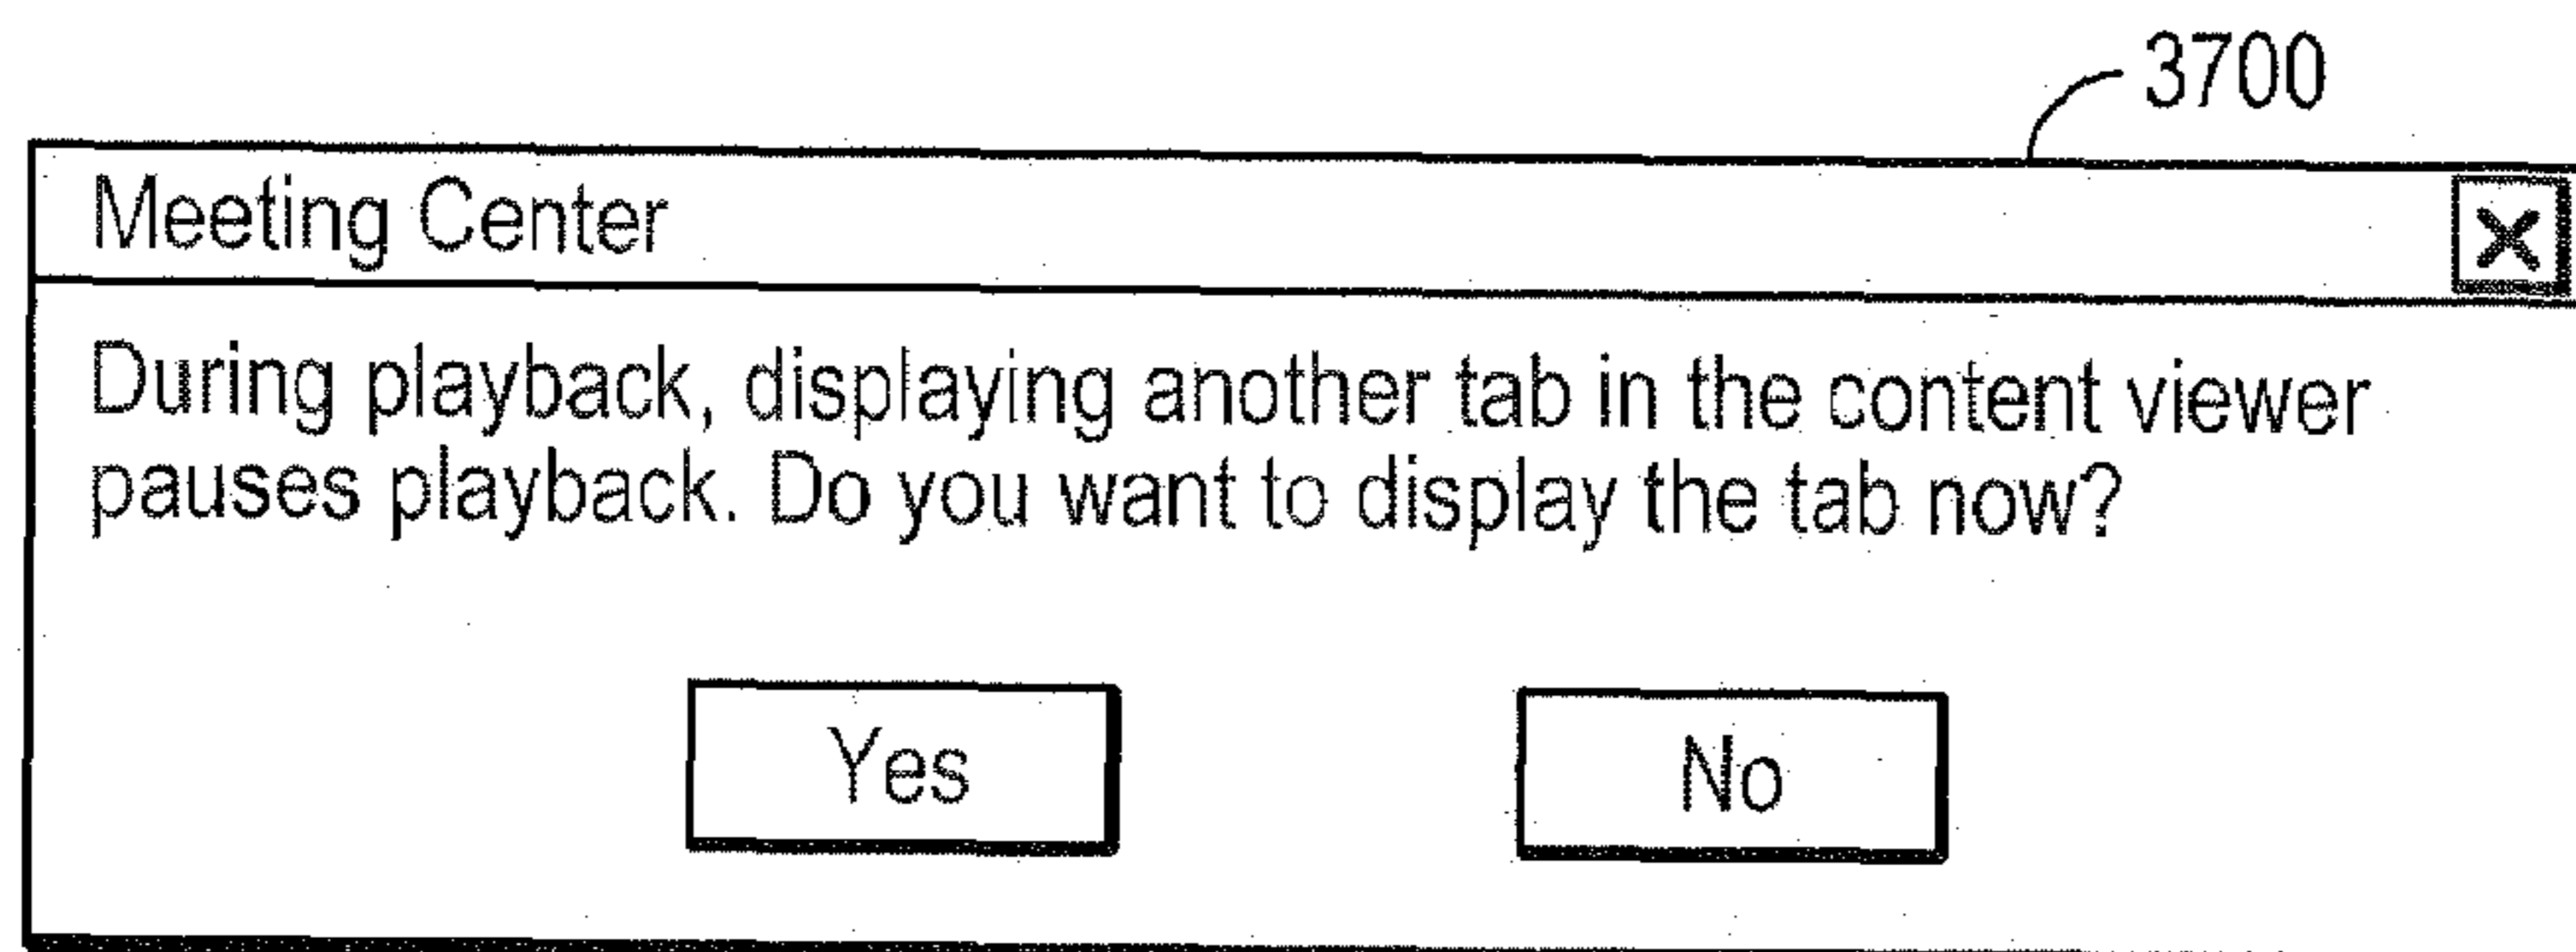 3700
Meeting Center
During playback, displaying another tab in the content viewer
pauses playback. Do you want to display the tab now?
Yes
No